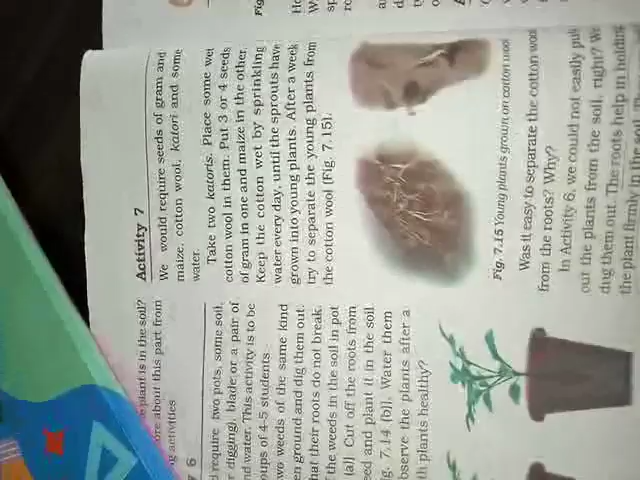 plant is in the soil?
ore about this part from
ng activities
6
require two pots, some soil,
r digging), blade or a pair of
nd water. This activity is to be
oups of 4-5 students.
wo weeds of the same kind
en ground and dig them out.
hat their roots do not break.
the weeds in the soil in pot
(a)]. Cut off the roots from
eed and plant it in the soil
g. 7.14 (b)]. Water them
bserve the plants after a
th plants healthy?
Activity 7
We would require seeds of gram and
maize, cotton wool, katori and some
water.
Take two katoris. Place some wet
cotton wool in them. Put 3 or 4 seeds
of gram in one and maize in the other.
Keep the cotton wet by sprinkling
water every day, until the sprouts have
grown into young plants. After a week
try to separate the young plants from
the cotton wool [Fig. 7.15].
Fig. 7.15 Young plants grown on cotton wool
Was it easy to separate the cotton woo
from the roots? Why?
In Activity 6, we could not easily pull
out the plants from the soil, right? We
dug them out. The roots help in holding
the plant firmly in the soil.
Fig